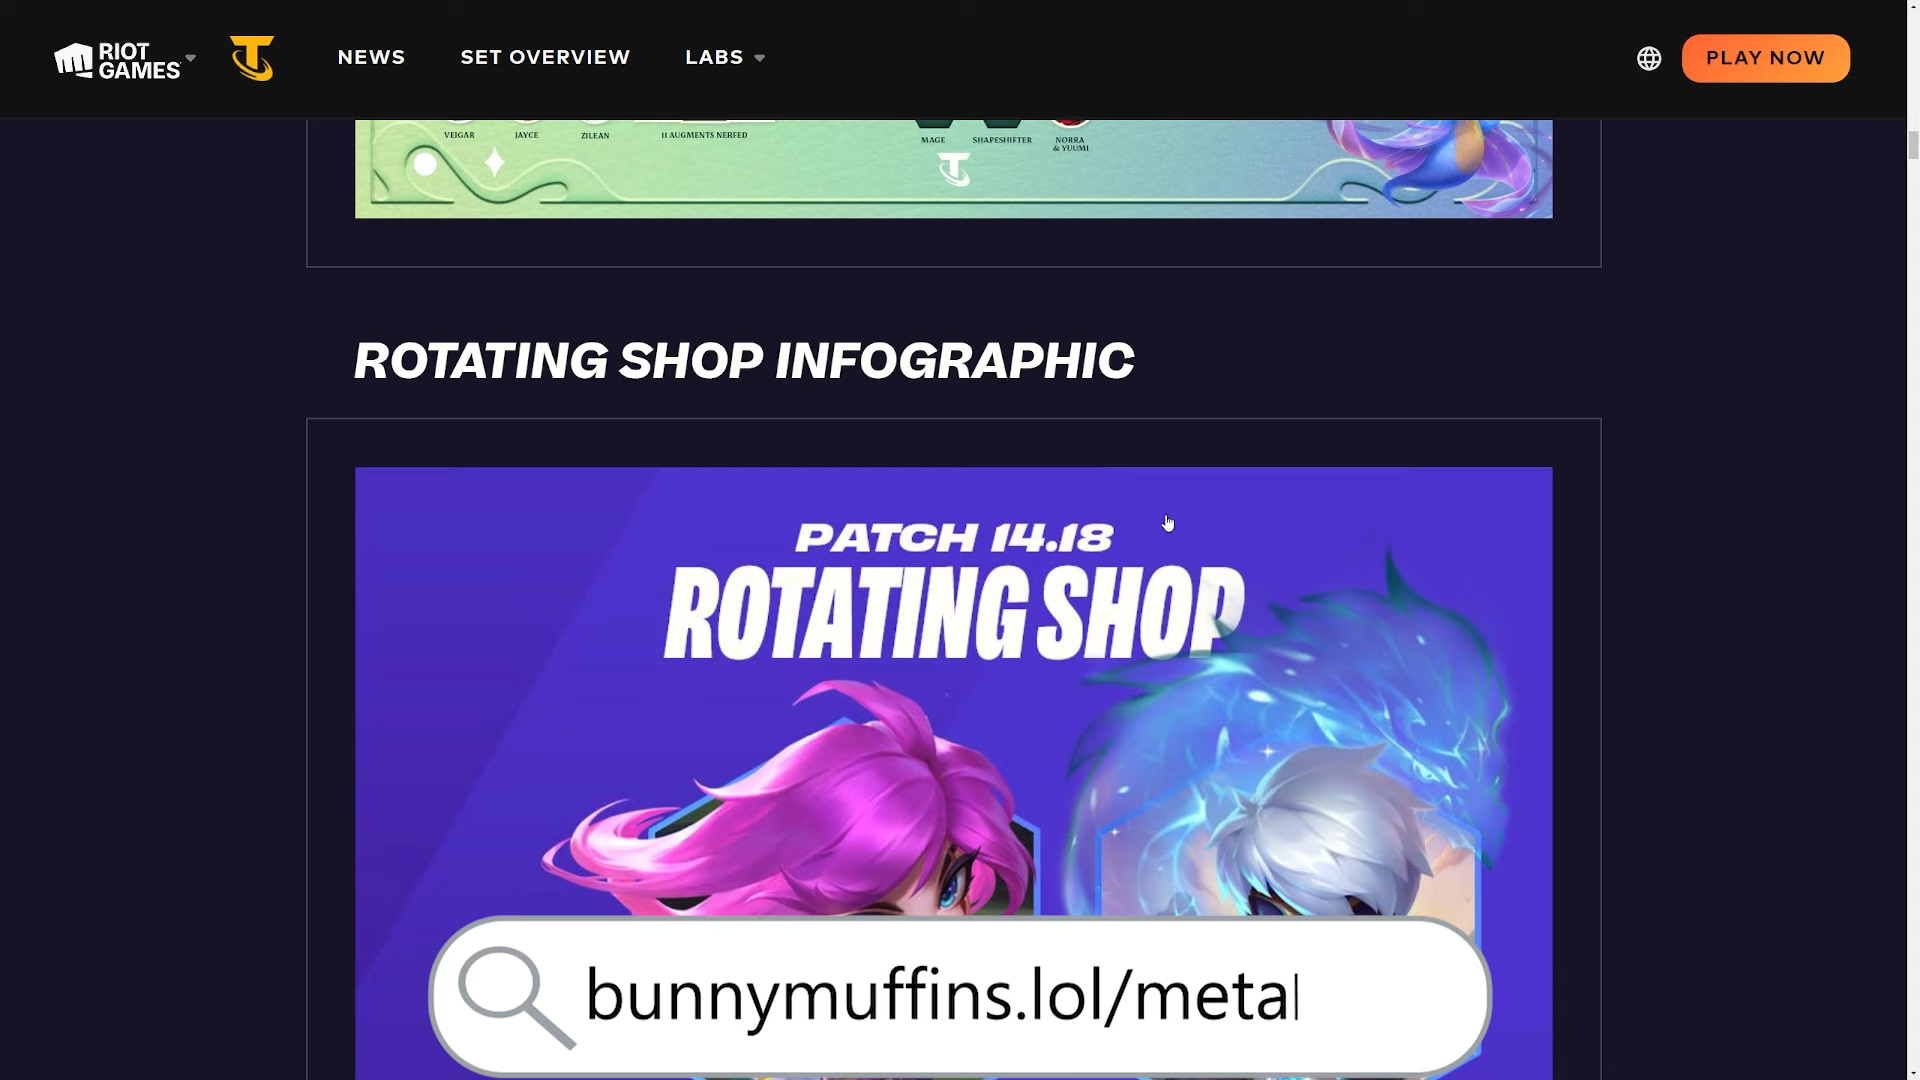 RIOT GAMES
NEWS
SET OVERVIEW
LABS
PLAY NOW
VEIGAR
JAYCE
ZILEAN
11 AUGMENTS NERFED
MAGE
SHAPESHIFTER
NORRA
& YUUMI
ROTATING SHOP INFOGRAPHIC
PATCH 14.18
ROTATING SHOP
bunnymuffins.lol/meta